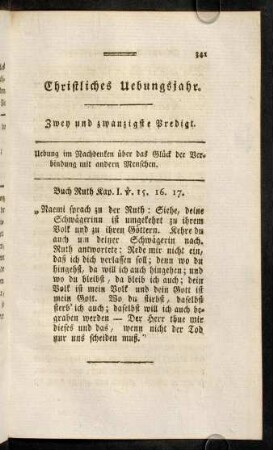 341
Christliches Uebungsjahr.
Zwey und zwanzigste Predigt.
Uebung im Nachdenken über das Glück der Ver-
bindung mit andern Menschen.
Buch Ruth Kap. I. V. 15. 16. 17.
„Naemi sprach zu der Ruth: Siehe, deine
Schwägerinn ist umgekehrt zu ihrem
Volk und zu ihren Göttern. Kehre du
auch um deiner Schwägerin nach.
Ruth antwortete: Rede mir nicht ein,
daß ich dich verlassen soll; denn wo du
hingehst, da will ich auch hingehen; und
wo du bleibst, da bleib ich auch; dein
Volk ist mein Volk und dein Gott ist
mein Gott. Wo du stirbst, daselbst
sterb' ich auch; daselbst will ich auch be-
graben werden — Der Herr thue mir
dieses und das, wenn nicht der Tod
nur uns scheiden muß.“